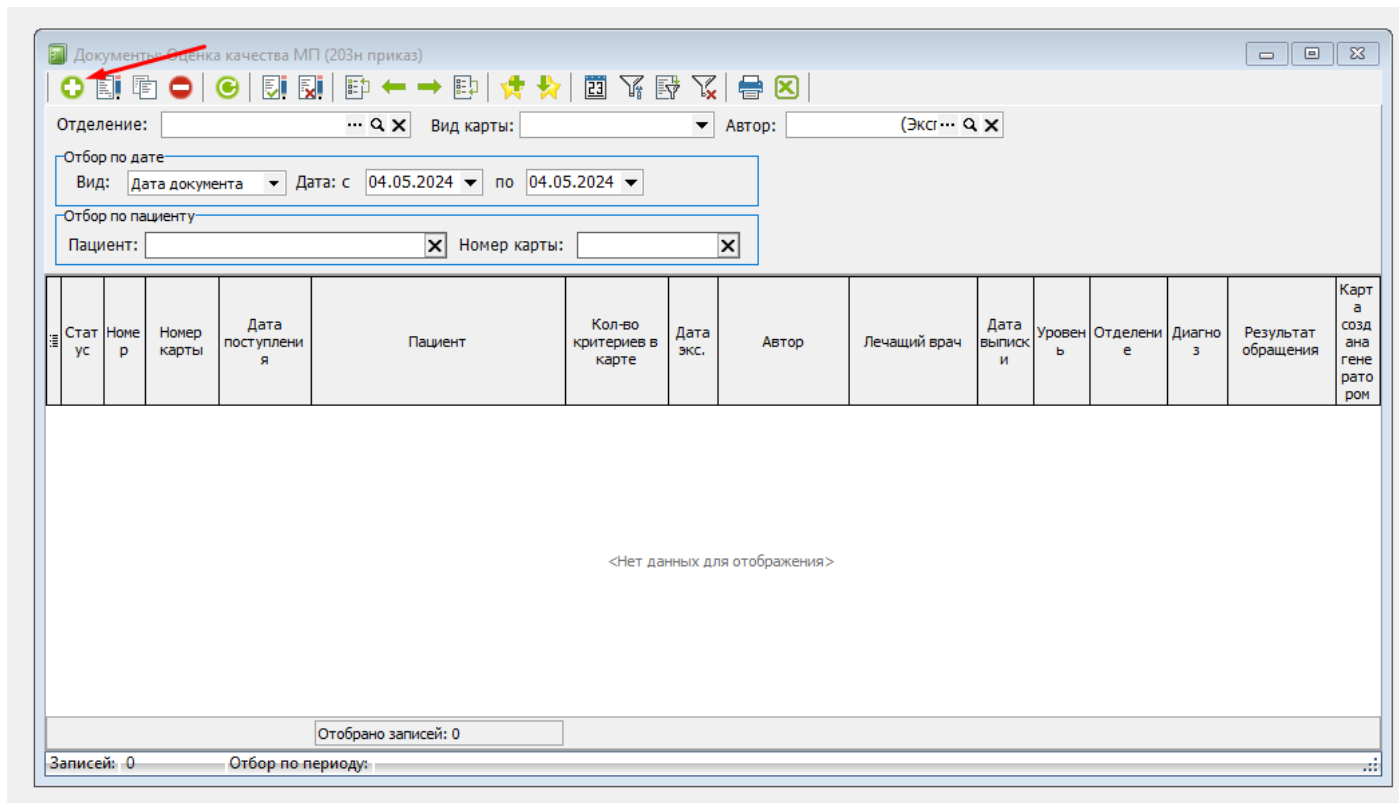 Документы: Оценка качества МП (203н приказ)
23
Отделение: ... Вид карты: Автор: (Эксп ...
Отбор по дате
Вид: Дата документа Дата: с 04.05.2024 по 04.05.2024
Отбор по пациенту
Пациент: Номер карты:
Стат
ус
Номе
р
Номер
карты
Дата
поступлени
я
Пациент
Кол-во
критериев в
карте
Дата
экс.
Автор
Лечащий врач
Дата
выписк
и
Уровен
ь
Отделени
е
Диагно
з
Результат
обращения
Карт
а
созд
ана
гене
рато
ром
<Нет данных для отображения>
Отобрано записей: 0
Записей: 0 Отбор по периоду: